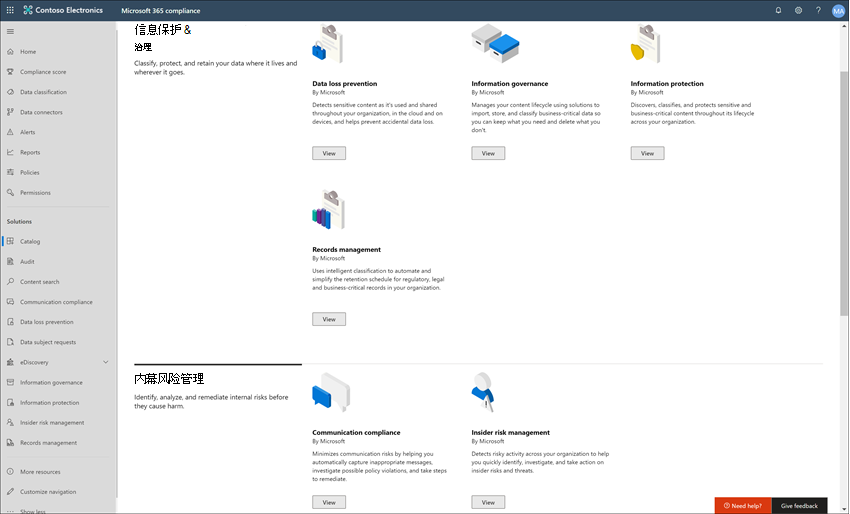 Contoso Electronics
Microsoft 365 compliance
MA
Home
Compliance score
Data classification
Data connectors
Alerts
Reports
Policies
Permissions
Solutions
Catalog
Audit
Content search
Communication compliance
Data loss prevention
Data subject requests
eDiscovery
Information governance
Information protection
Insider risk management
Records management
More resources
Customize navigation
Show less
信息保护 &
治理
Classify, protect, and retain your data where it lives and
wherever it goes.
Data loss prevention
By Microsoft
Detects sensitive content as it's used and shared
throughout your organization, in the cloud and on
devices, and helps prevent accidental data loss.
View
Information governance
By Microsoft
Manages your content lifecycle using solutions to
import, store, and classify business-critical data so
you can keep what you need and delete what you
don't.
View
Information protection
By Microsoft
Discovers, classifies, and protects sensitive and
business-critical content throughout its lifecycle
across your organization.
View
Records management
By Microsoft
Uses intelligent classification to automate and
simplify the retention schedule for regulatory, legal
and business-critical records in your organization.
View
内幕风险管理
Identify, analyze, and remediate internal risks before
they cause harm.
Communication compliance
By Microsoft
Minimizes communication risks by helping you
automatically capture inappropriate messages,
investigate possible policy violations, and take steps
to remediate.
View
Insider risk management
By Microsoft
Detects risky activity across your organization to help
you quickly identify, investigate, and take action on
insider risks and threats.
View
Need help?
Give feedback